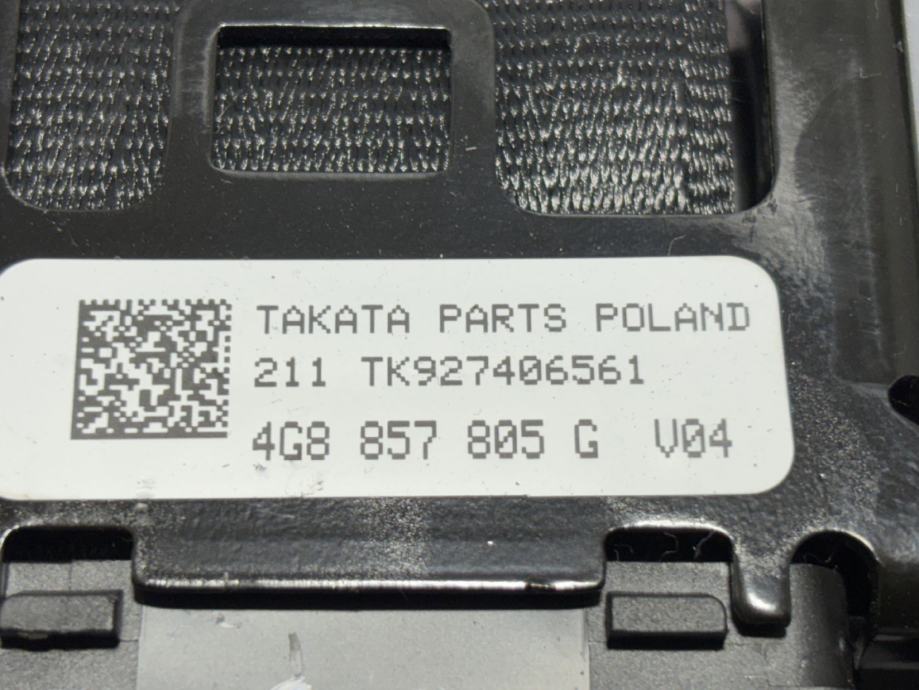 TAKATA PARTS POLAND
211 TK927406561
4G8 857 805 G V04